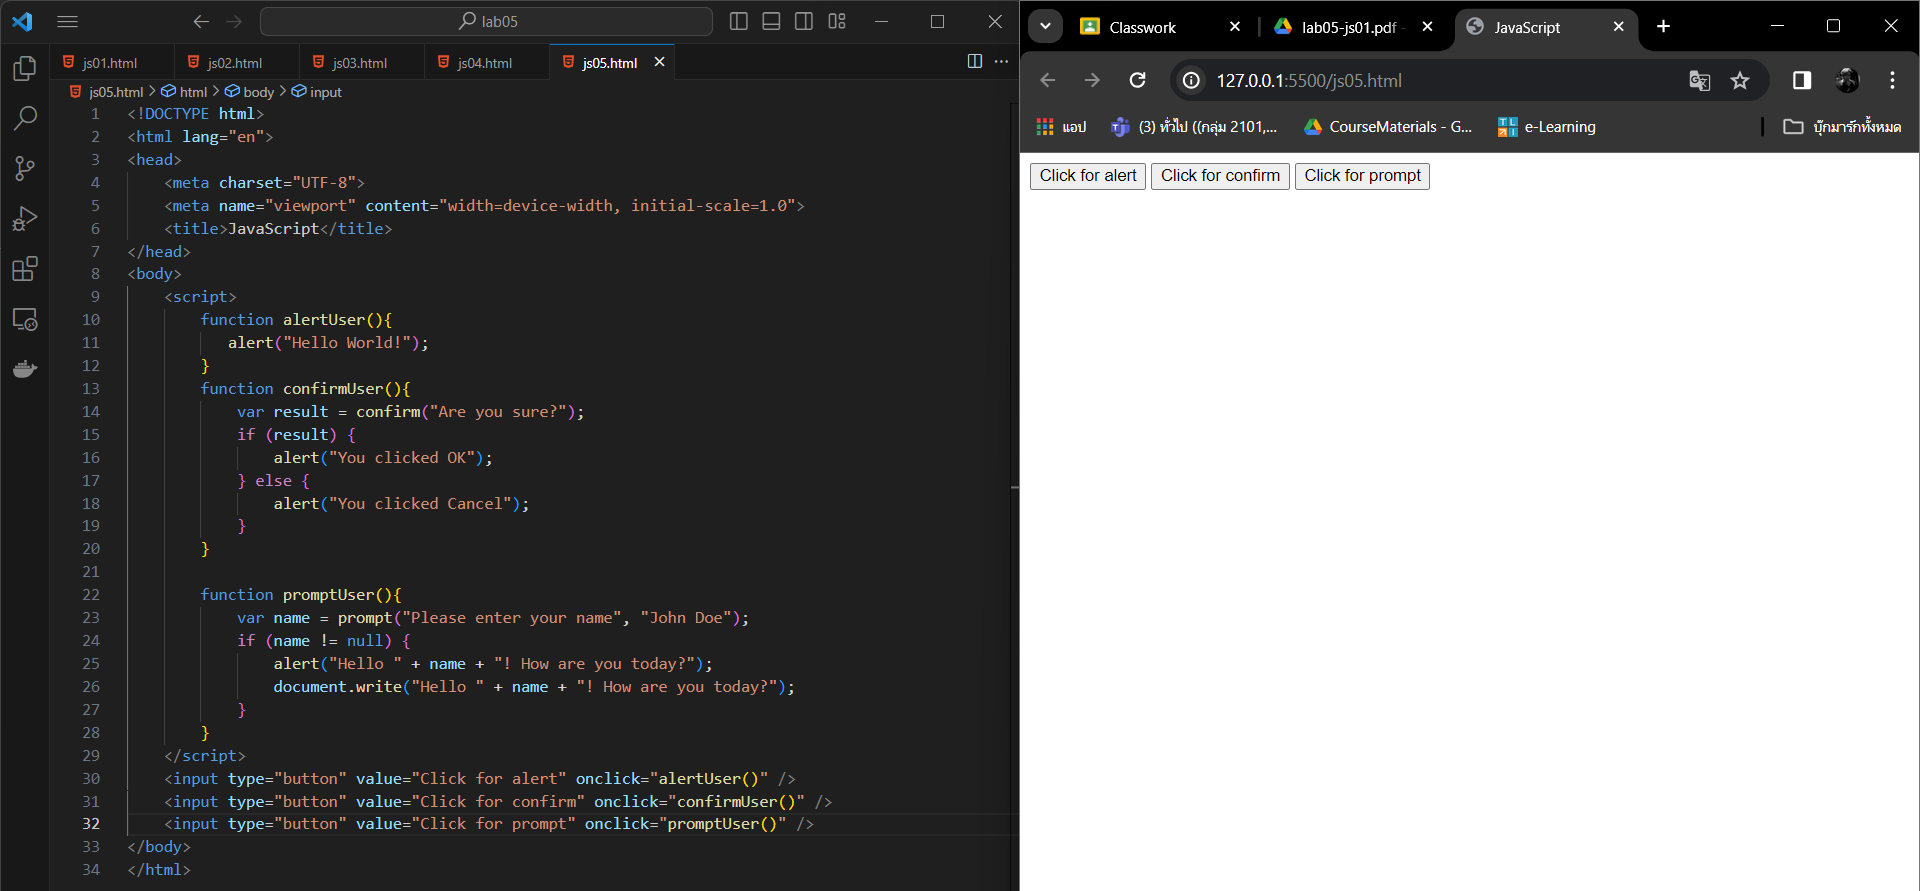 lab05
js01.html js02.html js03.html js04.html js05.html
js05.html > html > body > input
1 <!DOCTYPE html>
2 <html lang="en">
3 <head>
4 <meta charset="UTF-8">
5 <meta name="viewport" content="width=device-width, initial-scale=1.0">
6 <title>JavaScript</title>
7 </head>
8 <body>
9 <script>
10 function alertUser(){
11 alert("Hello World!");
12 }
13 function confirmUser(){
14 var result = confirm("Are you sure?");
15 if (result) {
16 alert("You clicked OK");
17 } else {
18 alert("You clicked Cancel");
19 }
20 }
21
22 function promptUser(){
23 var name = prompt("Please enter your name", "John Doe");
24 if (name != null) {
25 alert("Hello " + name + "! How are you today?");
26 document.write("Hello " + name + "! How are you today?");
27 }
28 }
29 </script>
30 <input type="button" value="Click for alert" onclick="alertUser()" />
31 <input type="button" value="Click for confirm" onclick="confirmUser()" />
32 <input type="button" value="Click for prompt" onclick="promptUser()" />
33 </body>
34 </html>
Classwork lab05-js01.pdf - JavaScript
127.0.0.1:5500/js05.html
แอป (3) ทั่วไป ((กลุ่ม 2101,... CourseMaterials - G... e-Learning บุ๊กมาร์กทั้งหมด
Click for alert Click for confirm Click for prompt